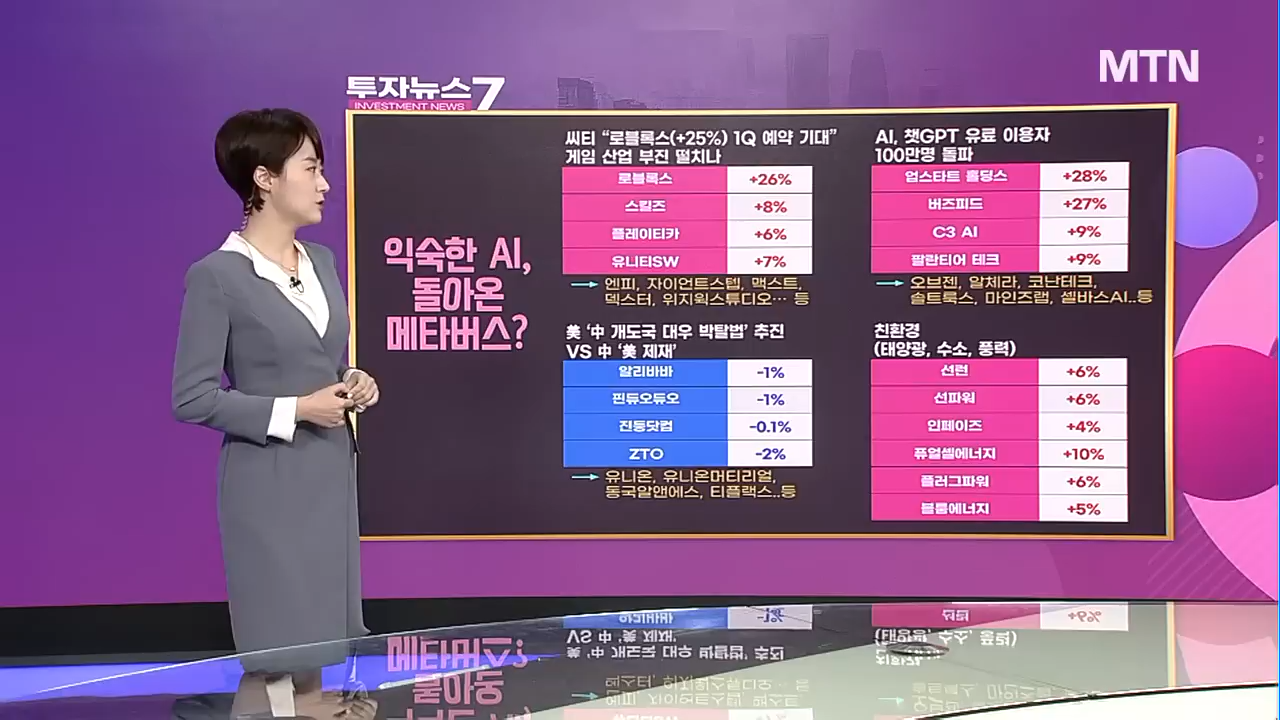 MTN
투자뉴스 7
INVESTMENT NEWS
익숙한 AI,
돌아온
메타버스?
씨티 “로블록스(+25%) 1Q 예약 기대”
게임 산업 부진 떨치나
로블록스 +26%
스킬즈 +8%
플레이티카 +6%
유니티SW +7%
→ 엔피, 자이언트스텝, 맥스트,
덱스터, 위지윅스튜디오… 등
AI, 챗GPT 유료 이용자
100만명 돌파
업스타트 홀딩스 +28%
버즈피드 +27%
C3 AI +9%
팔란티어 테크 +9%
→ 오브젠, 알체라, 코난테크,
솔트룩스, 마인즈랩, 셀바스AI..등
美 ‘中 개도국 대우 박탈법’ 추진
VS 中 ‘美 제재’
알리바바 -1%
핀듀오듀오 -1%
징둥닷컴 -0.1%
ZTO -2%
→ 유니온, 유니온머티리얼,
동국알앤에스, 티플랙스..등
친환경
(태양광, 수소, 풍력)
선런 +6%
선파워 +6%
인페이즈 +4%
퓨얼셀에너지 +10%
플러그파워 +6%
블룸에너지 +5%